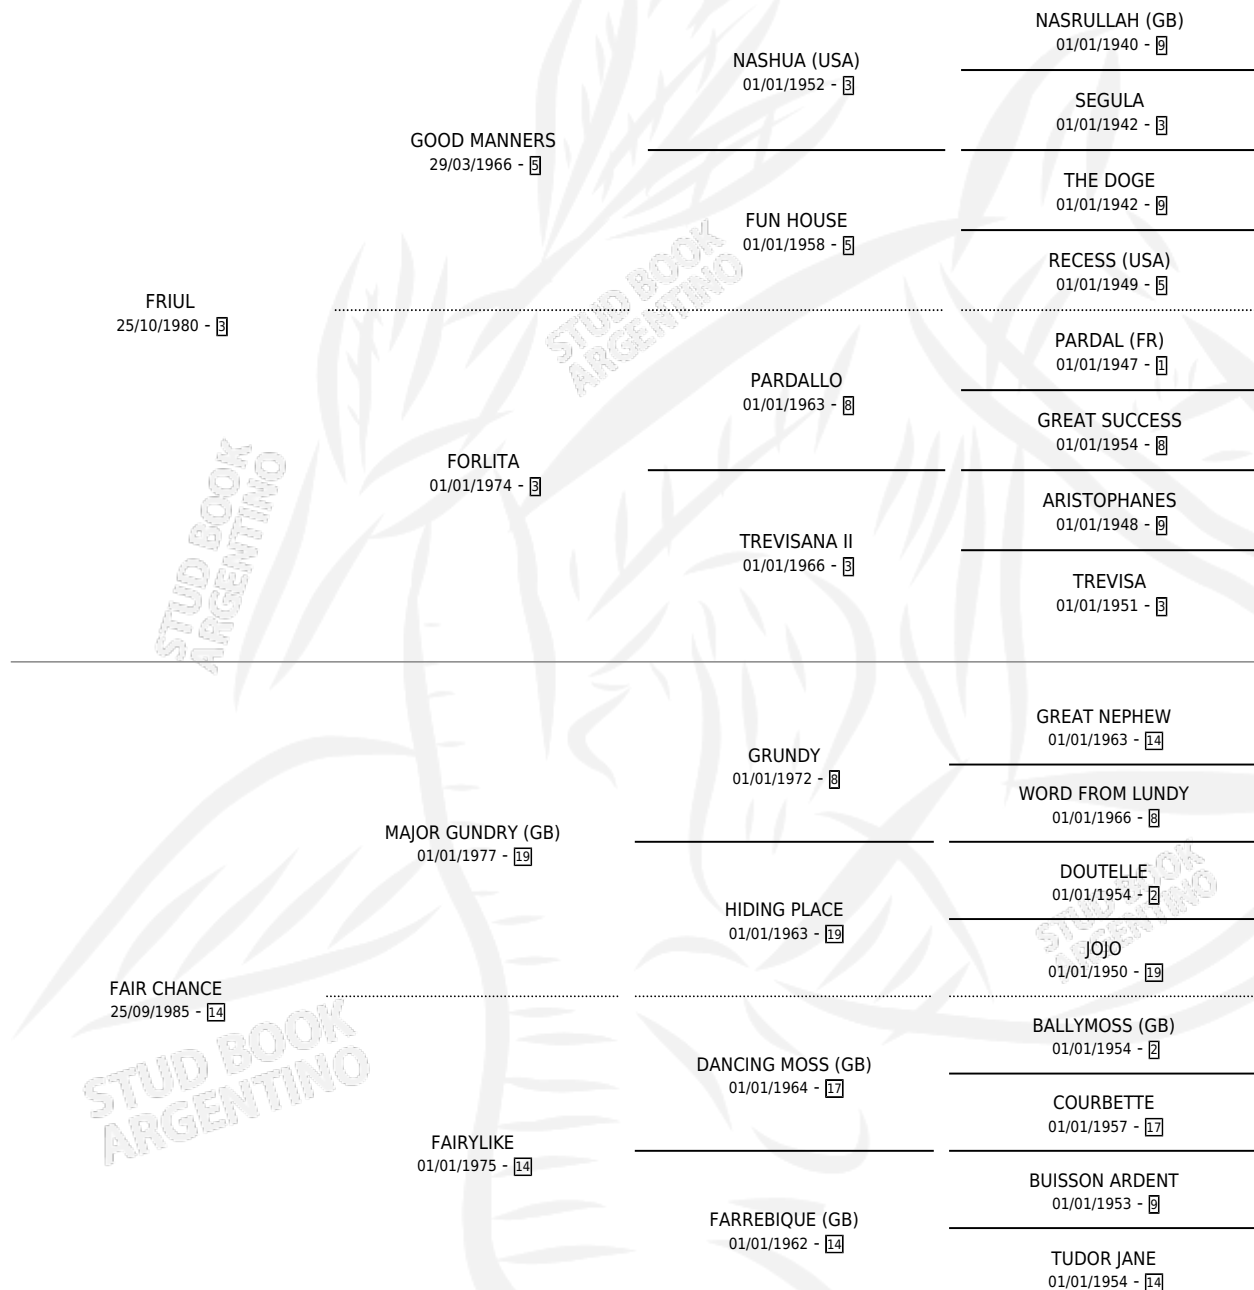 NASRULLAH (GB)
01/01/1940 - 9
NASHUA (USA)
01/01/1952 - 3
SEGULA
01/01/1942 - 3
GOOD MANNERS
29/03/1966 - 5
THE DOGE
01/01/1942 - 9
FUN HOUSE
01/01/1958 - 5
RECESS (USA)
01/01/1949 - 5
FRIUL
25/10/1980 - 3
PARDAL (FR)
01/01/1947 - 1
PARDALLO
01/01/1963 - 8
GREAT SUCCESS
01/01/1954 - 8
FORLITA
01/01/1974 - 3
ARISTOPHANES
01/01/1948 - 9
TREVISANA II
01/01/1966 - 3
TREVISA
01/01/1951 - 3
GREAT NEPHEW
01/01/1963 - 14
GRUNDY
01/01/1972 - 8
WORD FROM LUNDY
01/01/1966 - 8
MAJOR GUNDRY (GB)
01/01/1977 - 19
DOUTELLE
01/01/1954 - 2
HIDING PLACE
01/01/1963 - 19
JOJO
01/01/1950 - 19
FAIR CHANCE
25/09/1985 - 14
BALLYMOSS (GB)
01/01/1954 - 2
DANCING MOSS (GB)
01/01/1964 - 17
COURBETTE
01/01/1957 - 17
FAIRYLIKE
01/01/1975 - 14
BUISSON ARDENT
01/01/1953 - 9
FARREBIQUE (GB)
01/01/1962 - 14
TUDOR JANE
01/01/1954 - 14
STUD BOOK
ARGENTINO
STUD BOOK
ARGENTINO
STUD BOOK
ARGENTINO
STUD BOOK
ARGENTINO